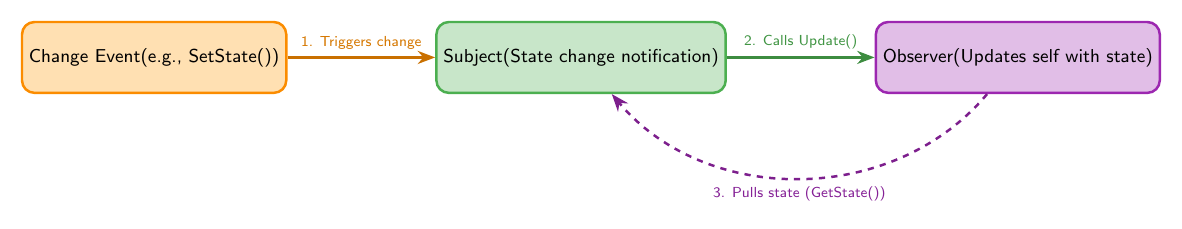 Change Event(e.g., SetState())
1. Triggers change
Subject(State change notification)
2. Calls Update()
Observer(Updates self with state)
3. Pulls state (GetState())